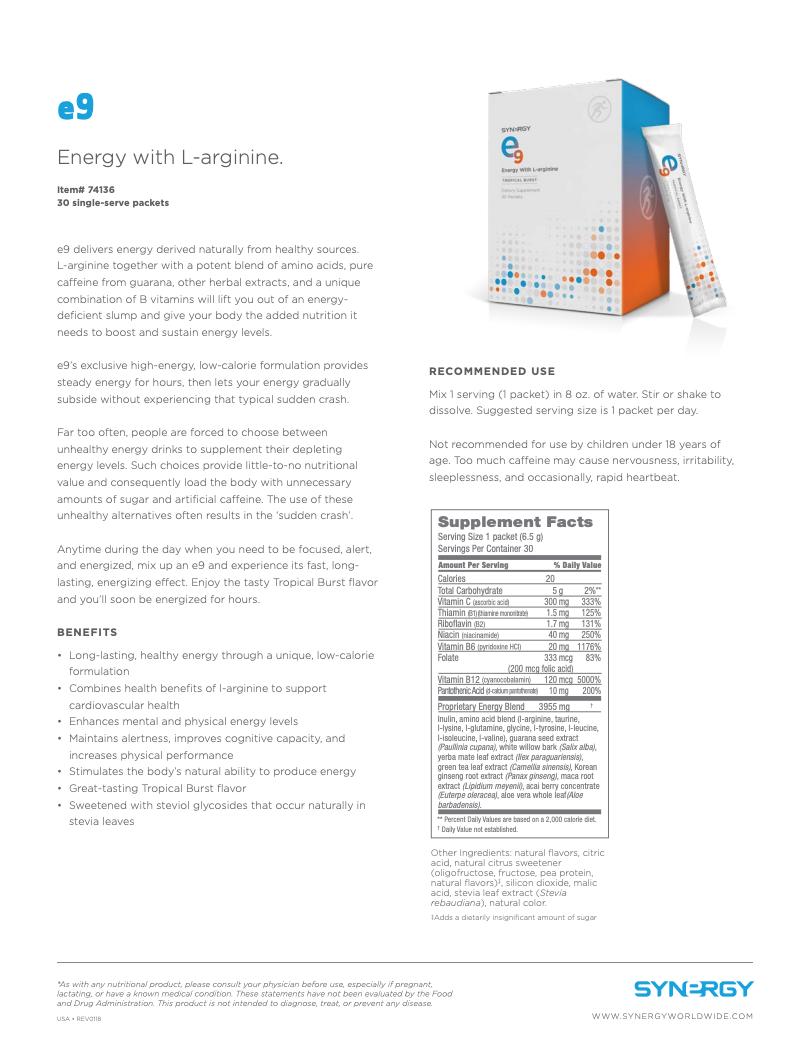 e9
Energy with L-arginine.
Item# 74136
30 single-serve packets
e9 delivers energy derived naturally from healthy sources.
L-arginine together with a potent blend of amino acids, pure
caffeine from guarana, other herbal extracts, and a unique
combination of B vitamins will lift you out of an energy-
deficient slump and give your body the added nutrition it
needs to boost and sustain energy levels.
e9’s exclusive high-energy, low-calorie formulation provides
steady energy for hours, then lets your energy gradually
subside without experiencing that typical sudden crash.
Far too often, people are forced to choose between
unhealthy energy drinks to supplement their depleting
energy levels. Such choices provide little-to-no nutritional
value and consequently load the body with unnecessary
amounts of sugar and artificial caffeine. The use of these
unhealthy alternatives often results in the ‘sudden crash’.
Anytime during the day when you need to be focused, alert,
and energized, mix up an e9 and experience its fast, long-
lasting, energizing effect. Enjoy the tasty Tropical Burst flavor
and you’ll soon be energized for hours.
BENEFITS
• Long-lasting, healthy energy through a unique, low-calorie
formulation
• Combines health benefits of l-arginine to support
cardiovascular health
• Enhances mental and physical energy levels
• Maintains alertness, improves cognitive capacity, and
increases physical performance
• Stimulates the body’s natural ability to produce energy
• Great-tasting Tropical Burst flavor
• Sweetened with steviol glycosides that occur naturally in
stevia leaves
SYNERGY
e9
Energy With L-arginine
TROPICAL BURST
Dietary Supplement
30 Packets
SYNERGY
e9
Energy With L-arginine
RECOMMENDED USE
Mix 1 serving (1 packet) in 8 oz. of water. Stir or shake to
dissolve. Suggested serving size is 1 packet per day.
Not recommended for use by children under 18 years of
age. Too much caffeine may cause nervousness, irritability,
sleeplessness, and occasionally, rapid heartbeat.
Supplement Facts
Serving Size 1 packet (6.5 g)
Servings Per Container 30
Amount Per Serving % Daily Value
Calories 20
Total Carbohydrate 5 g 2%**
Vitamin C (ascorbic acid) 300 mg 333%
Thiamin (B1)(thiamine mononitrate) 1.5 mg 125%
Riboflavin (B2) 1.7 mg 131%
Niacin (niacinamide) 40 mg 250%
Vitamin B6 (pyridoxine HCl) 20 mg 1176%
Folate 333 mcg 83%
(200 mcg folic acid)
Vitamin B12 (cyanocobalamin) 120 mcg 5000%
Pantothenic Acid (d-calcium pantothenate) 10 mg 200%
Proprietary Energy Blend 3955 mg †
Inulin, amino acid blend (l-arginine, taurine,
l-lysine, l-glutamine, glycine, l-tyrosine, l-leucine,
l-isoleucine, l-valine), guarana seed extract
(Paullinia cupana), white willow bark (Salix alba),
yerba mate leaf extract (Ilex paraguariensis),
green tea leaf extract (Camellia sinensis), Korean
ginseng root extract (Panax ginseng), maca root
extract (Lipidium meyenii), acai berry concentrate
(Euterpe oleracea), aloe vera whole leaf (Aloe
barbadensis).
** Percent Daily Values are based on a 2,000 calorie diet.
† Daily Value not established.
Other Ingredients: natural flavors, citric
acid, natural citrus sweetener
(oligofructose, fructose, pea protein,
natural flavors)‡, silicon dioxide, malic
acid, stevia leaf extract (Stevia
rebaudiana), natural color.
‡Adds a dietarily insignificant amount of sugar
*As with any nutritional product, please consult your physician before use, especially if pregnant,
lactating, or have a known medical condition. These statements have not been evaluated by the Food
and Drug Administration. This product is not intended to diagnose, treat, or prevent any disease.
USA • REV0118
SYNERGY
WWW.SYNERGYWORLDWIDE.COM